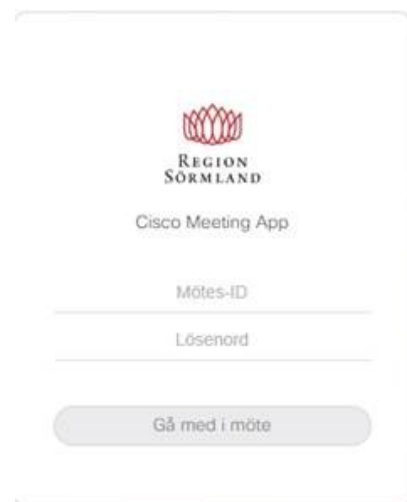 REGION
SÖRMLAND
Cisco Meeting App
Mötes-ID
Lösenord
Gå med i möte